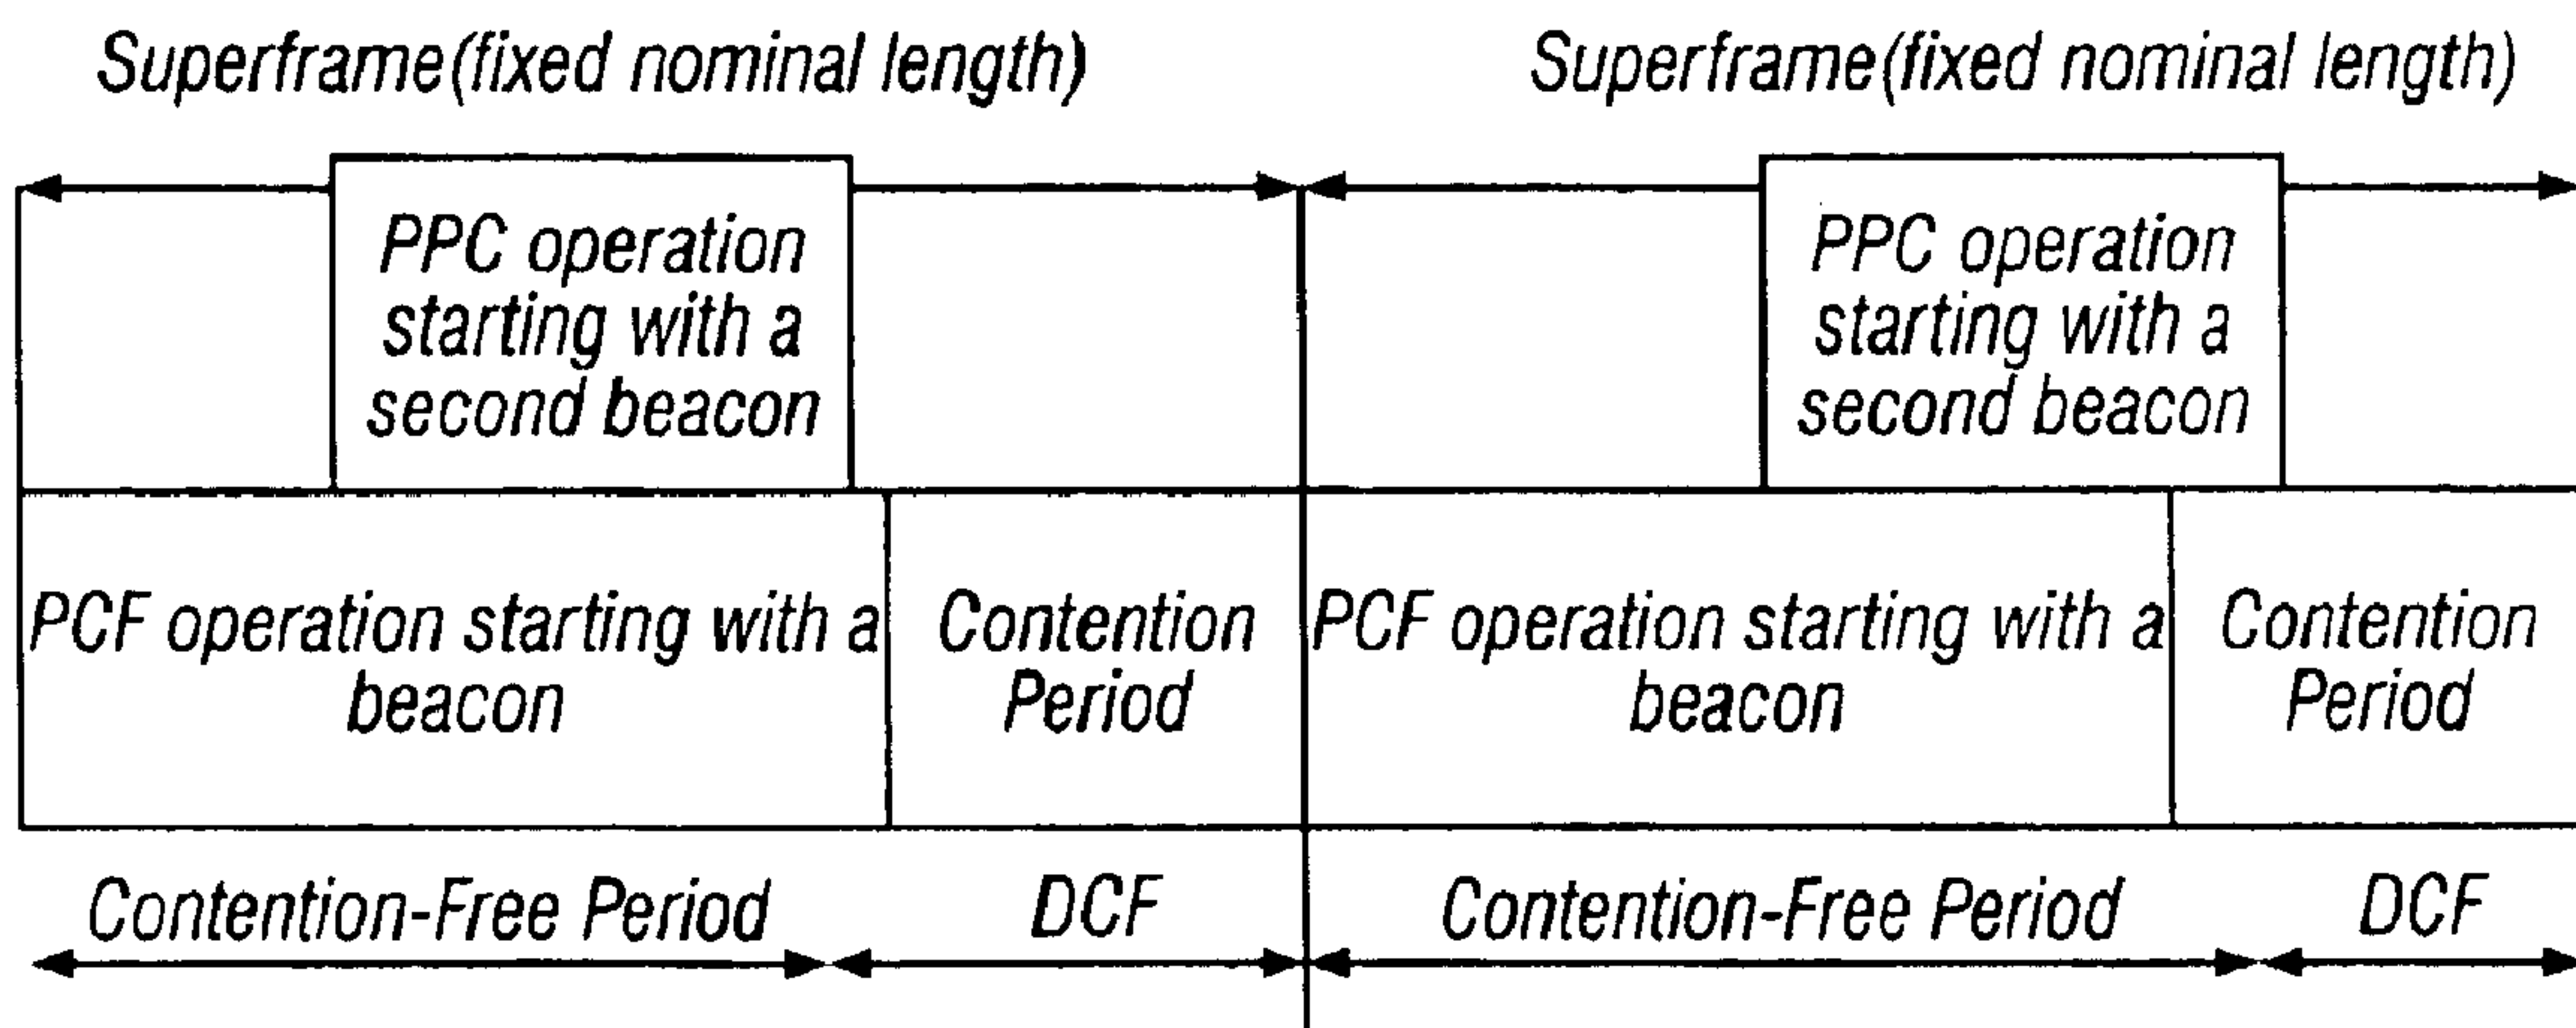 Superframe(fixed nominal length)
Superframe(fixed nominal length)
PPC operation
starting with a
second beacon
PPC operation
starting with a
second beacon
PCF operation starting with a
beacon
Contention
Period
PCF operation starting with a
beacon
Contention
Period
Contention-Free Period
DCF
Contention-Free Period
DCF